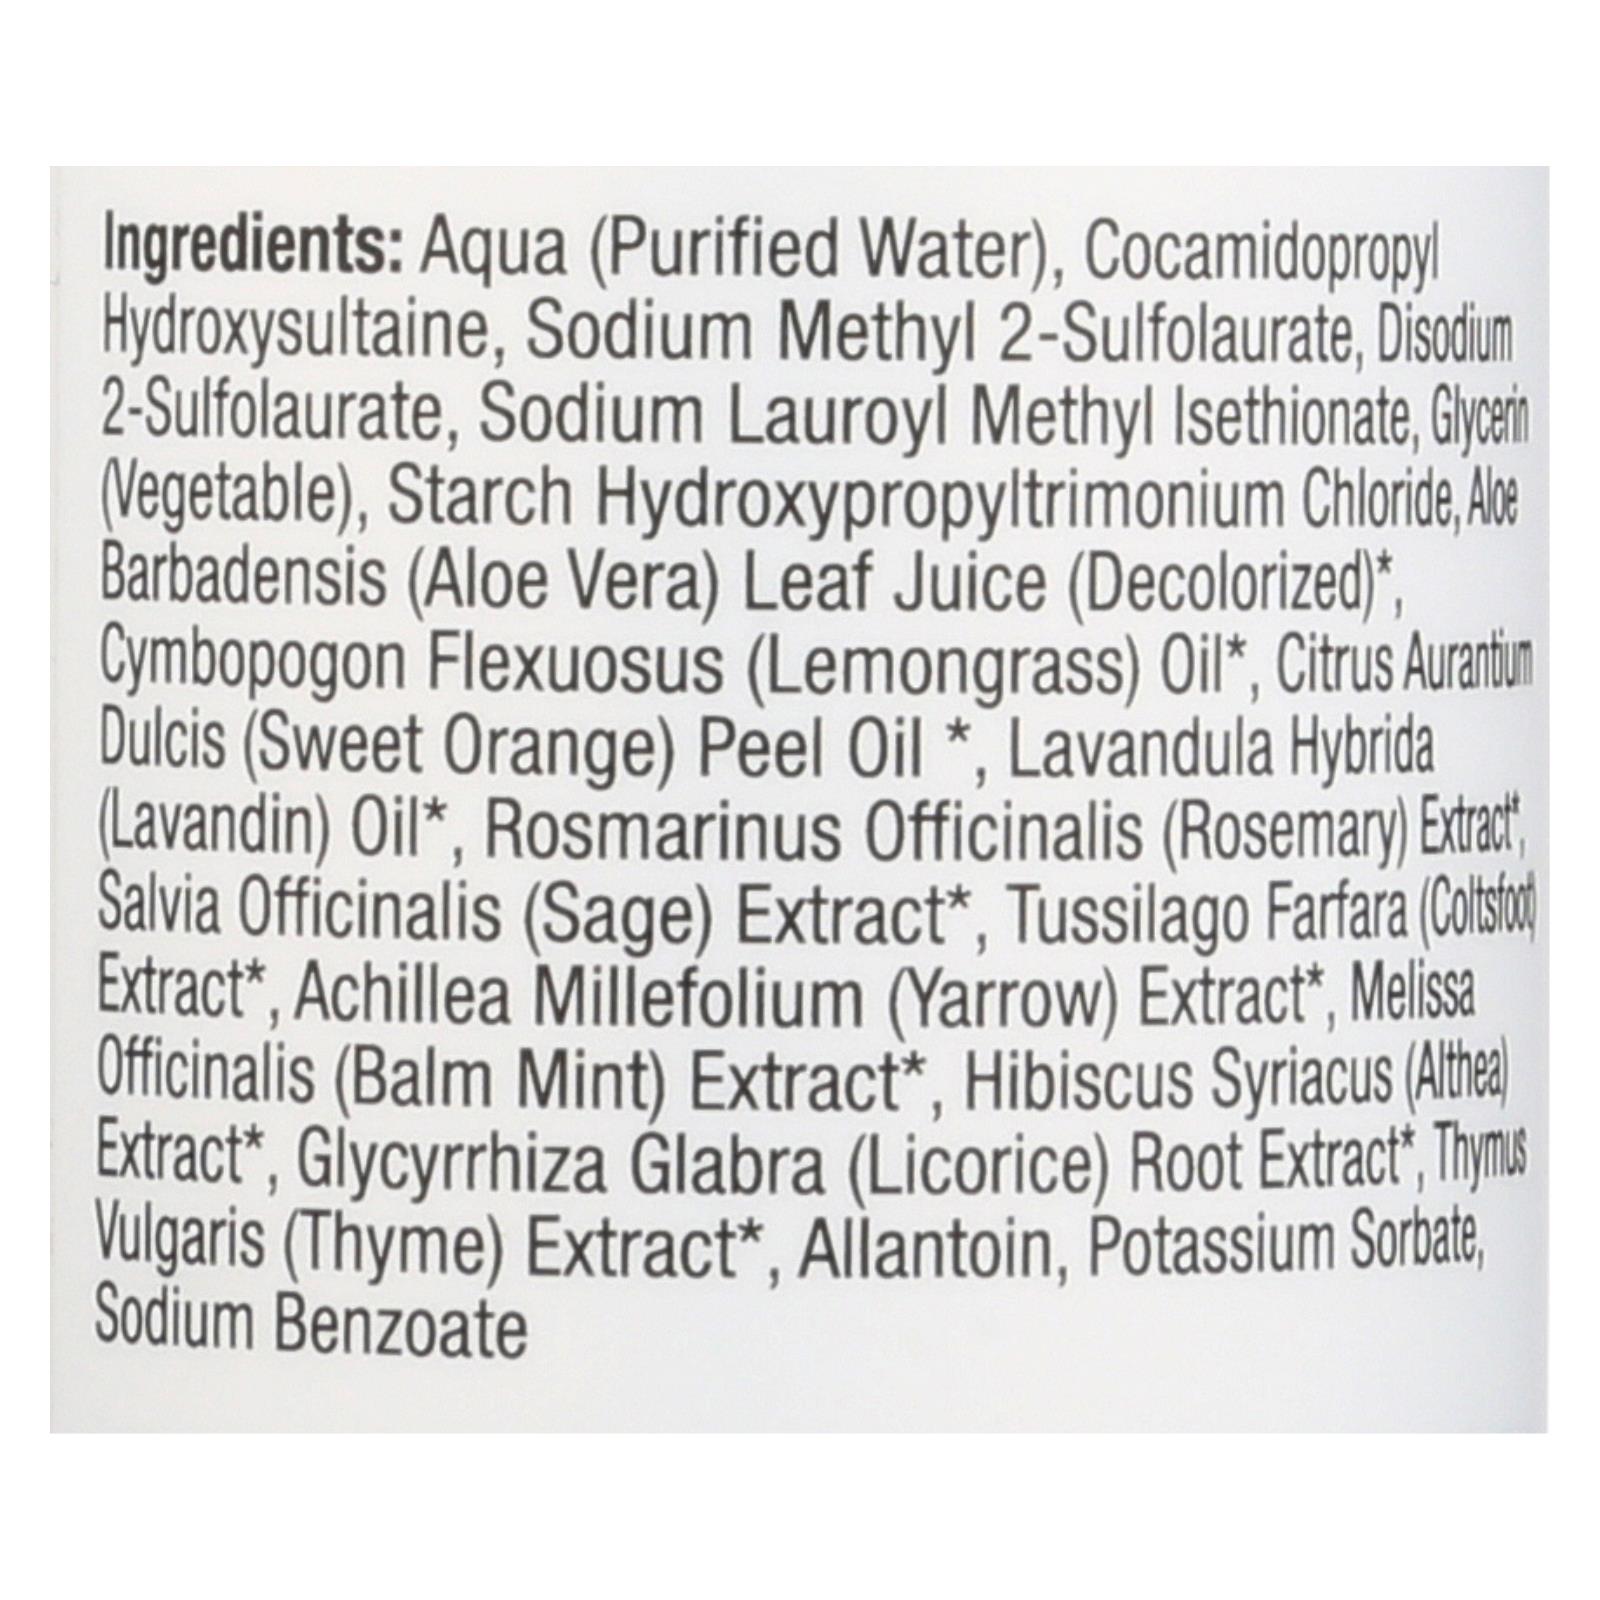 Ingredients: Aqua (Purified Water), Cocamidopropyl
Hydroxysultaine, Sodium Methyl 2-Sulfolaurate, Disodium
2-Sulfolaurate, Sodium Lauroyl Methyl Isethionate, Glycerin
(Vegetable), Starch Hydroxypropyltrimonium Chloride, Aloe
Barbadensis (Aloe Vera) Leaf Juice (Decolorized)*,
Cymbopogon Flexuosus (Lemongrass) Oil*, Citrus Aurantium
Dulcis (Sweet Orange) Peel Oil *, Lavandula Hybrida
(Lavandin) Oil*, Rosmarinus Officinalis (Rosemary) Extract*,
Salvia Officinalis (Sage) Extract*, Tussilago Farfara (Coltsfoot)
Extract*, Achillea Millefolium (Yarrow) Extract*, Melissa
Officinalis (Balm Mint) Extract*, Hibiscus Syriacus (Althea)
Extract*, Glycyrrhiza Glabra (Licorice) Root Extract*, Thymus
Vulgaris (Thyme) Extract*, Allantoin, Potassium Sorbate,
Sodium Benzoate